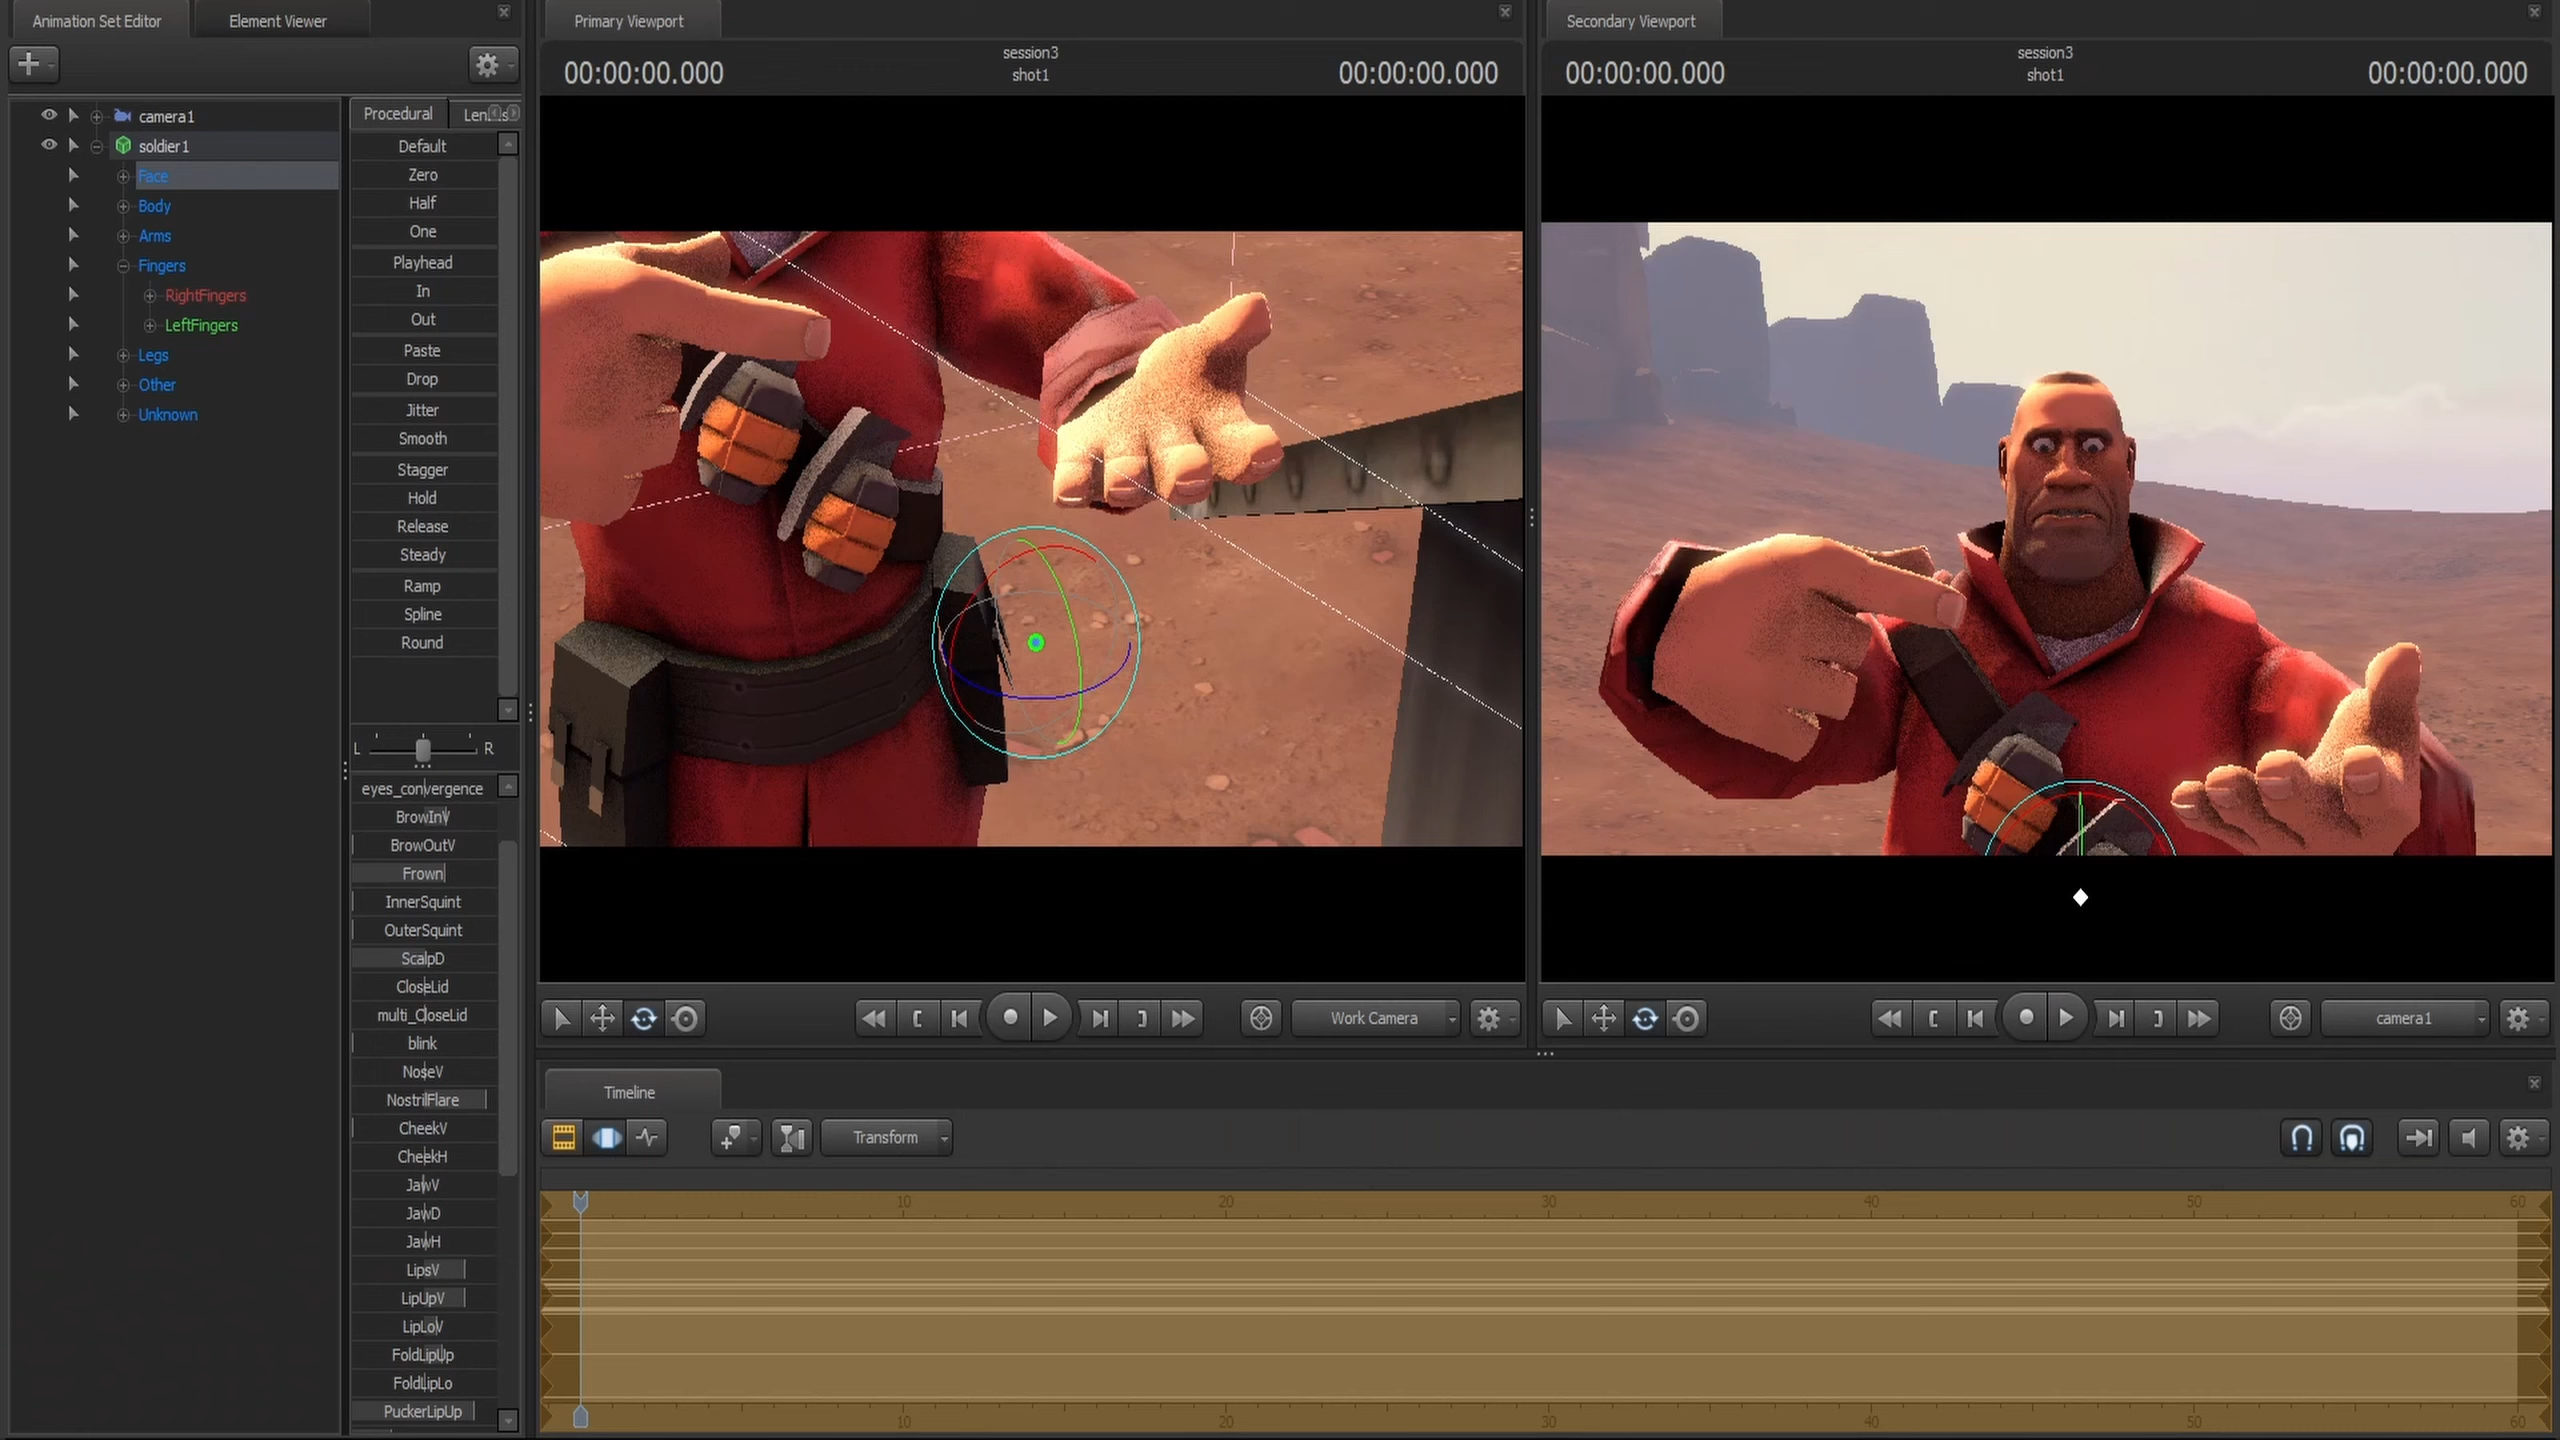 Animation Set Editor
Element Viewer
camera1
soldier1
Face
Body
Arms
Fingers
RightFingers
LeftFingers
Legs
Other
Unknown
Procedural
Default
Zero
Half
One
Playhead
In
Out
Paste
Drop
Jitter
Smooth
Stagger
Hold
Release
Steady
Ramp
Spline
Round
L R
eyes_convergence
BrowInV
BrowOutV
Frown
InnerSquint
OuterSquint
ScalpD
CloseLid
multi_CloseLid
blink
NoseV
NostrilFlare
CheekV
CheekH
JawV
JawD
JawH
LipsV
LipUpV
LipLoV
FoldLipUp
FoldLipLo
PuckerLipUp
Primary Viewport
session3
00:00:00.000 shot1 00:00:00.000
Work Camera
Secondary Viewport
session3
00:00:00.000 shot1 00:00:00.000
camera1
Timeline
Transform
10 20 30 40 50 60
10 20 30 40 50 60